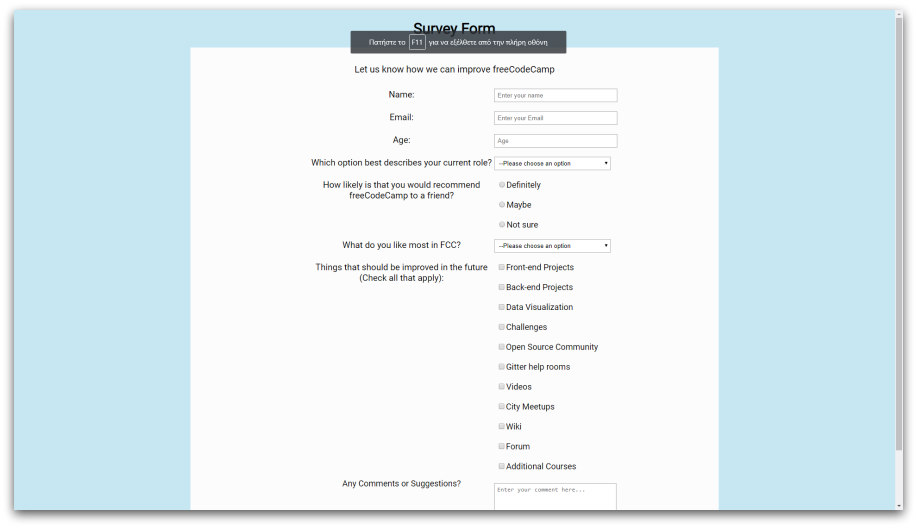 Survey Form
Πατήστε το F11 για να εξέλθετε από την πλήρη οθόνη
Let us know how we can improve freeCodeCamp
Name:
Enter your name
Email:
Enter your Email
Age:
Age
Which option best describes your current role?
--Please choose an option
How likely is that you would recommend
freeCodeCamp to a friend?
Definitely
Maybe
Not sure
What do you like most in FCC?
--Please choose an option
Things that should be improved in the future
(Check all that apply):
Front-end Projects
Back-end Projects
Data Visualization
Challenges
Open Source Community
Gitter help rooms
Videos
City Meetups
Wiki
Forum
Additional Courses
Any Comments or Suggestions?
Enter your comment here...